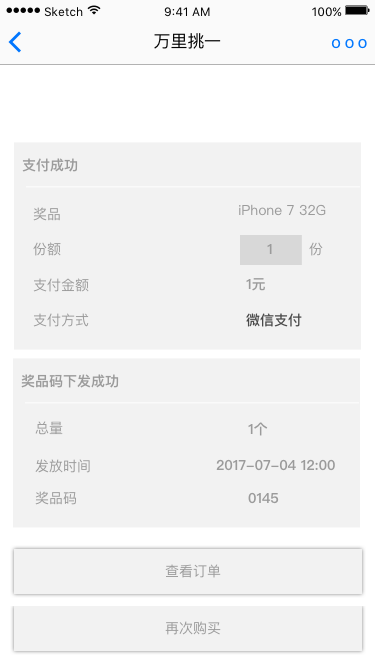 Sketch 9:41 AM 100%
万里挑一
支付成功
奖品 iPhone 7 32G
份额 1 份
支付金额 1元
支付方式 微信支付
奖品码下发成功
总量 1个
发放时间 2017-07-04 12:00
奖品码 0145
查看订单
再次购买